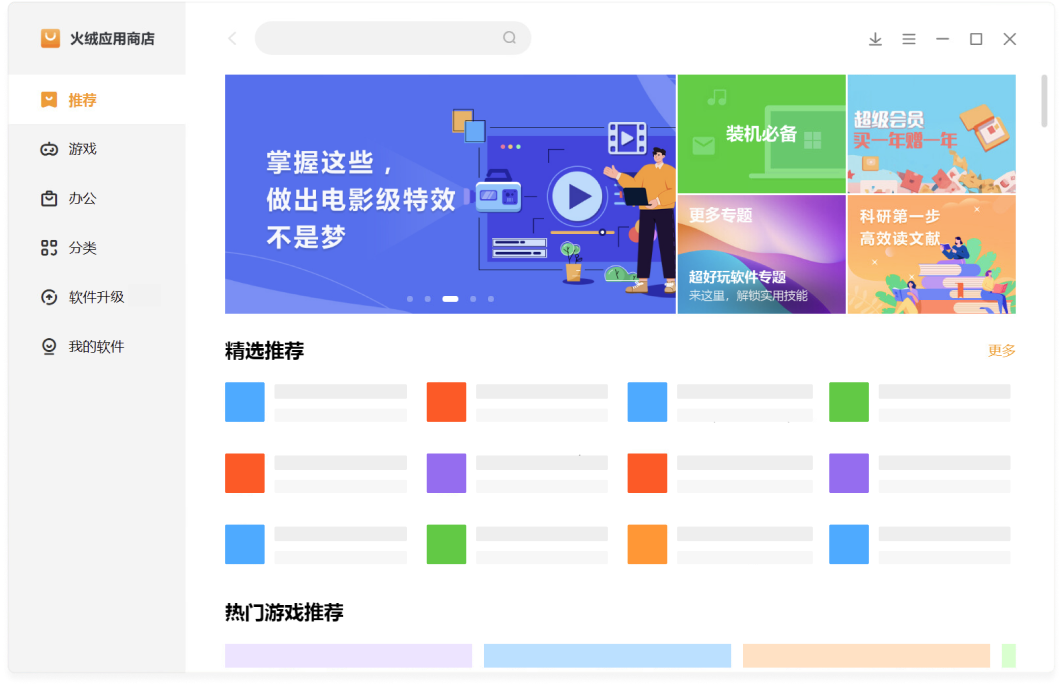 火绒应用商店
推荐
游戏
办公
分类
软件升级
我的软件
掌握这些，
做出电影级特效
不是梦
装机必备
超级会员
买一年赠一年
更多专题
超好玩软件专题
来这里，解锁实用技能
科研第一步
高效读文献
精选推荐
更多
热门游戏推荐